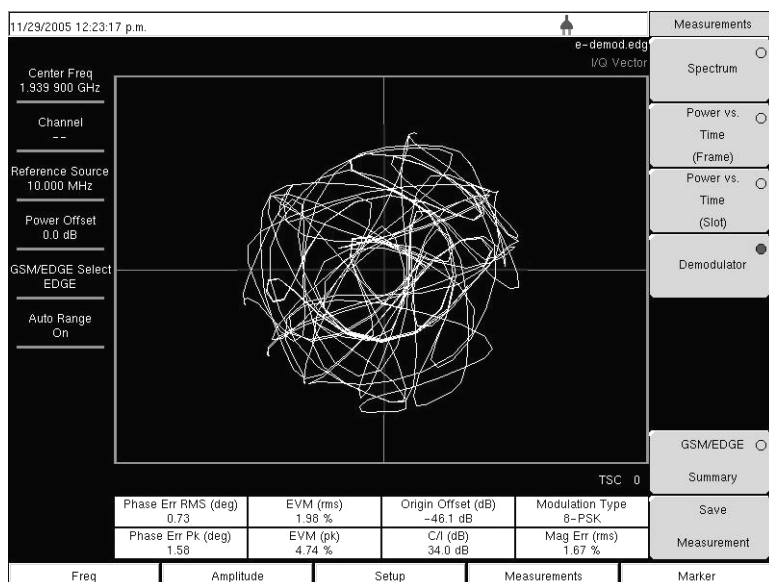 11/29/2005 12:23:17 p.m.
Measurements
e-demod.edg
I/Q Vector
Center Freq
1.939 900 GHz
Channel
--
Reference Source
10.000 MHz
Power Offset
0.0 dB
GSM/EDGE Select
EDGE
Auto Range
On
Spectrum
Power vs.
Time
(Frame)
Power vs.
Time
(Slot)
Demodulator
GSM/EDGE
Summary
Save
Measurement
TSC 0
Phase Err RMS (deg)
0.73
EVM (rms)
1.98 %
Origin Offset (dB)
-46.1 dB
Modulation Type
8-PSK
Phase Err Pk (deg)
1.58
EVM (pk)
4.74 %
C/I (dB)
34.0 dB
Mag Err (rms)
1.67 %
Freq
Amplitude
Setup
Measurements
Marker